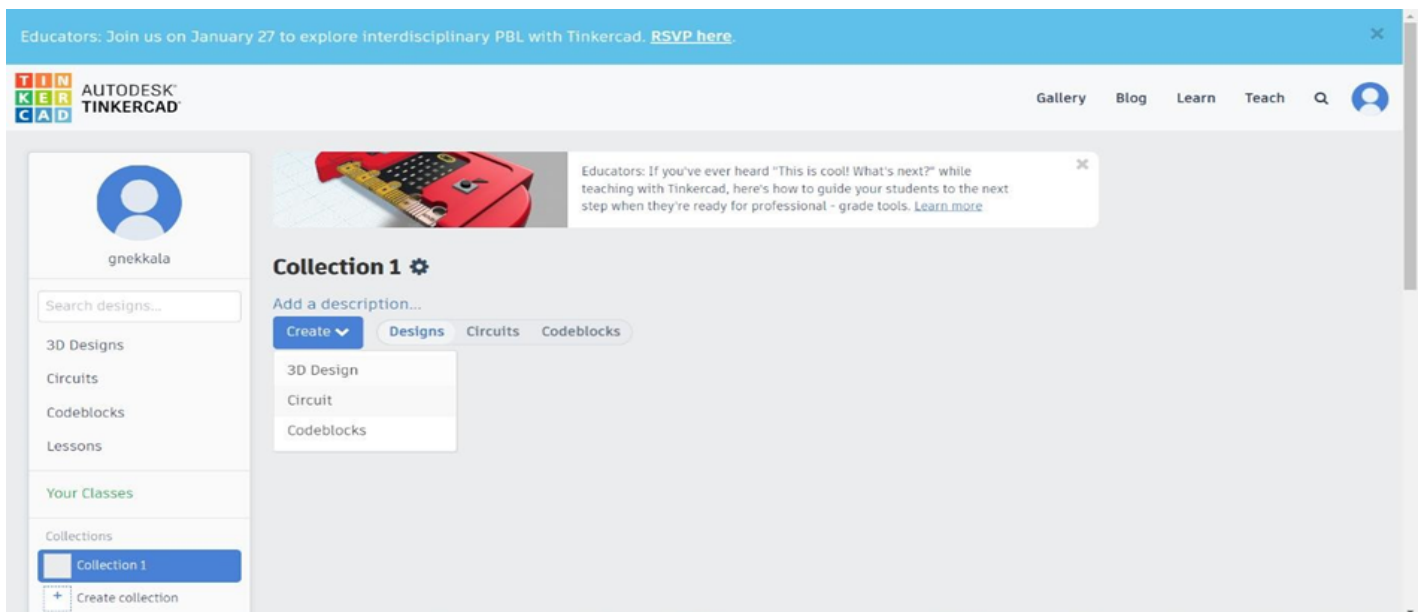 Educators: Join us on January 27 to explore interdisciplinary PBL with Tinkercad. RSVP here.
TIN
KER
CAD
AUTODESK®
TINKERCAD®
Gallery Blog Learn Teach
gnekkala
Search designs...
3D Designs
Circuits
Codeblocks
Lessons
Your Classes
Collections
Collection 1
+ Create collection
Educators: If you've ever heard "This is cool! What's next?" while
teaching with Tinkercad, here's how to guide your students to the next
step when they're ready for professional - grade tools. Learn more
Collection 1
Add a description...
Create Designs Circuits Codeblocks
3D Design
Circuit
Codeblocks